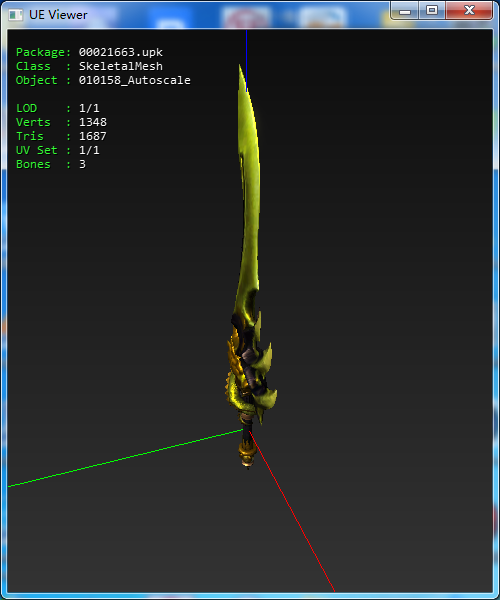 UE Viewer
Package: 00021663.upk
Class : SkeletalMesh
Object : 010158_Autoscale
LOD : 1/1
Verts : 1348
Tris : 1687
UV Set : 1/1
Bones : 3